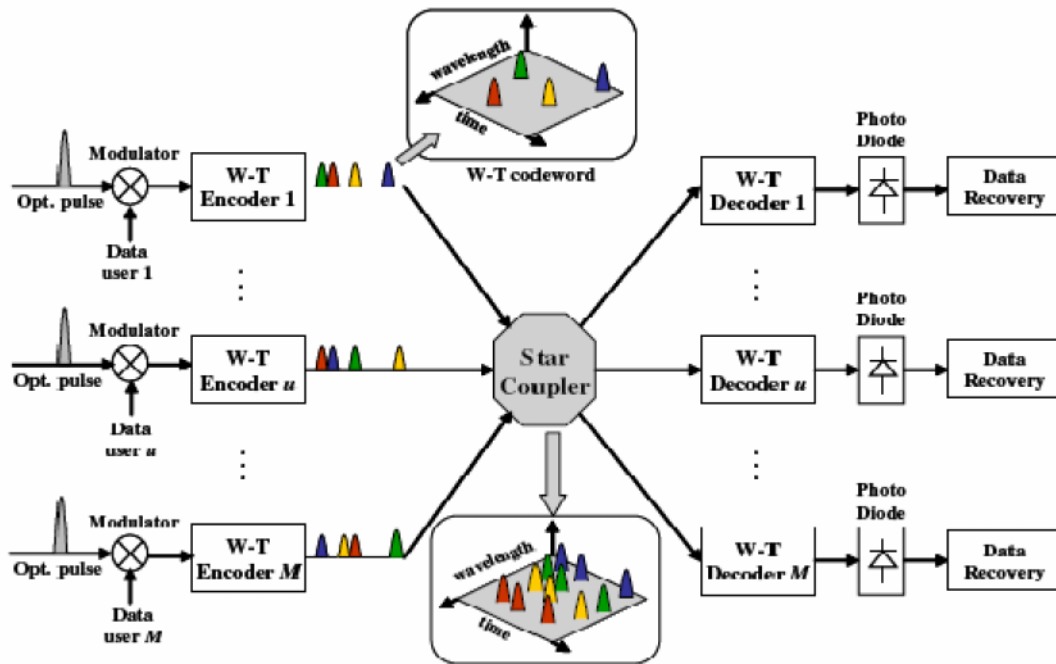 wavelength
time
W-T codeword
Modulator
Opt. pulse
Data
user 1
W-T
Encoder 1
W-T
Decoder 1
Photo
Diode
Data
Recovery
Modulator
Opt. pulse
Data
user u
W-T
Encoder u
Star
Coupler
W-T
Decoder u
Photo
Diode
Data
Recovery
Modulator
Opt. pulse
Data
user M
W-T
Encoder M
wavelength
time
W-T
Decoder M
Photo
Diode
Data
Recovery